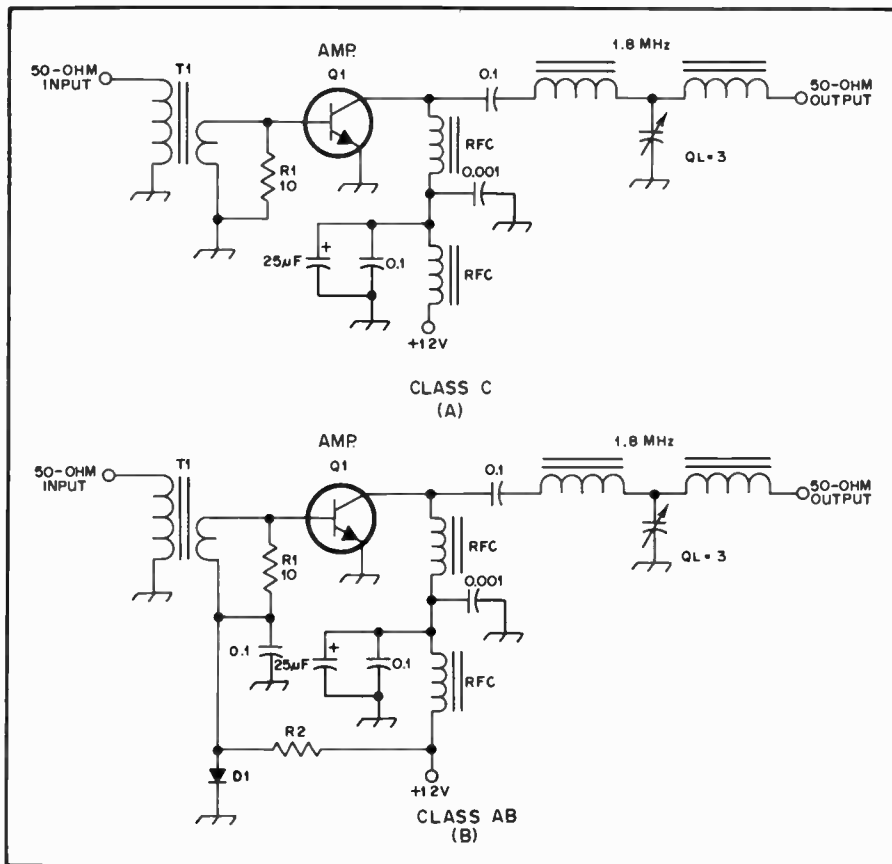 AMP.
Q1
50-OHM
INPUT
T1
R1
10
0.1
1.8 MHz
50-OHM
OUTPUT
QL=3
RFC
0.001
25µF
+
0.1
RFC
+12V
CLASS C
(A)
AMP.
Q1
50-OHM
INPUT
T1
R1
10
0.1
1.8 MHz
50-OHM
OUTPUT
QL=3
RFC
0.001
0.1
25µF
+
0.1
RFC
R2
D1
+12V
CLASS AB
(B)